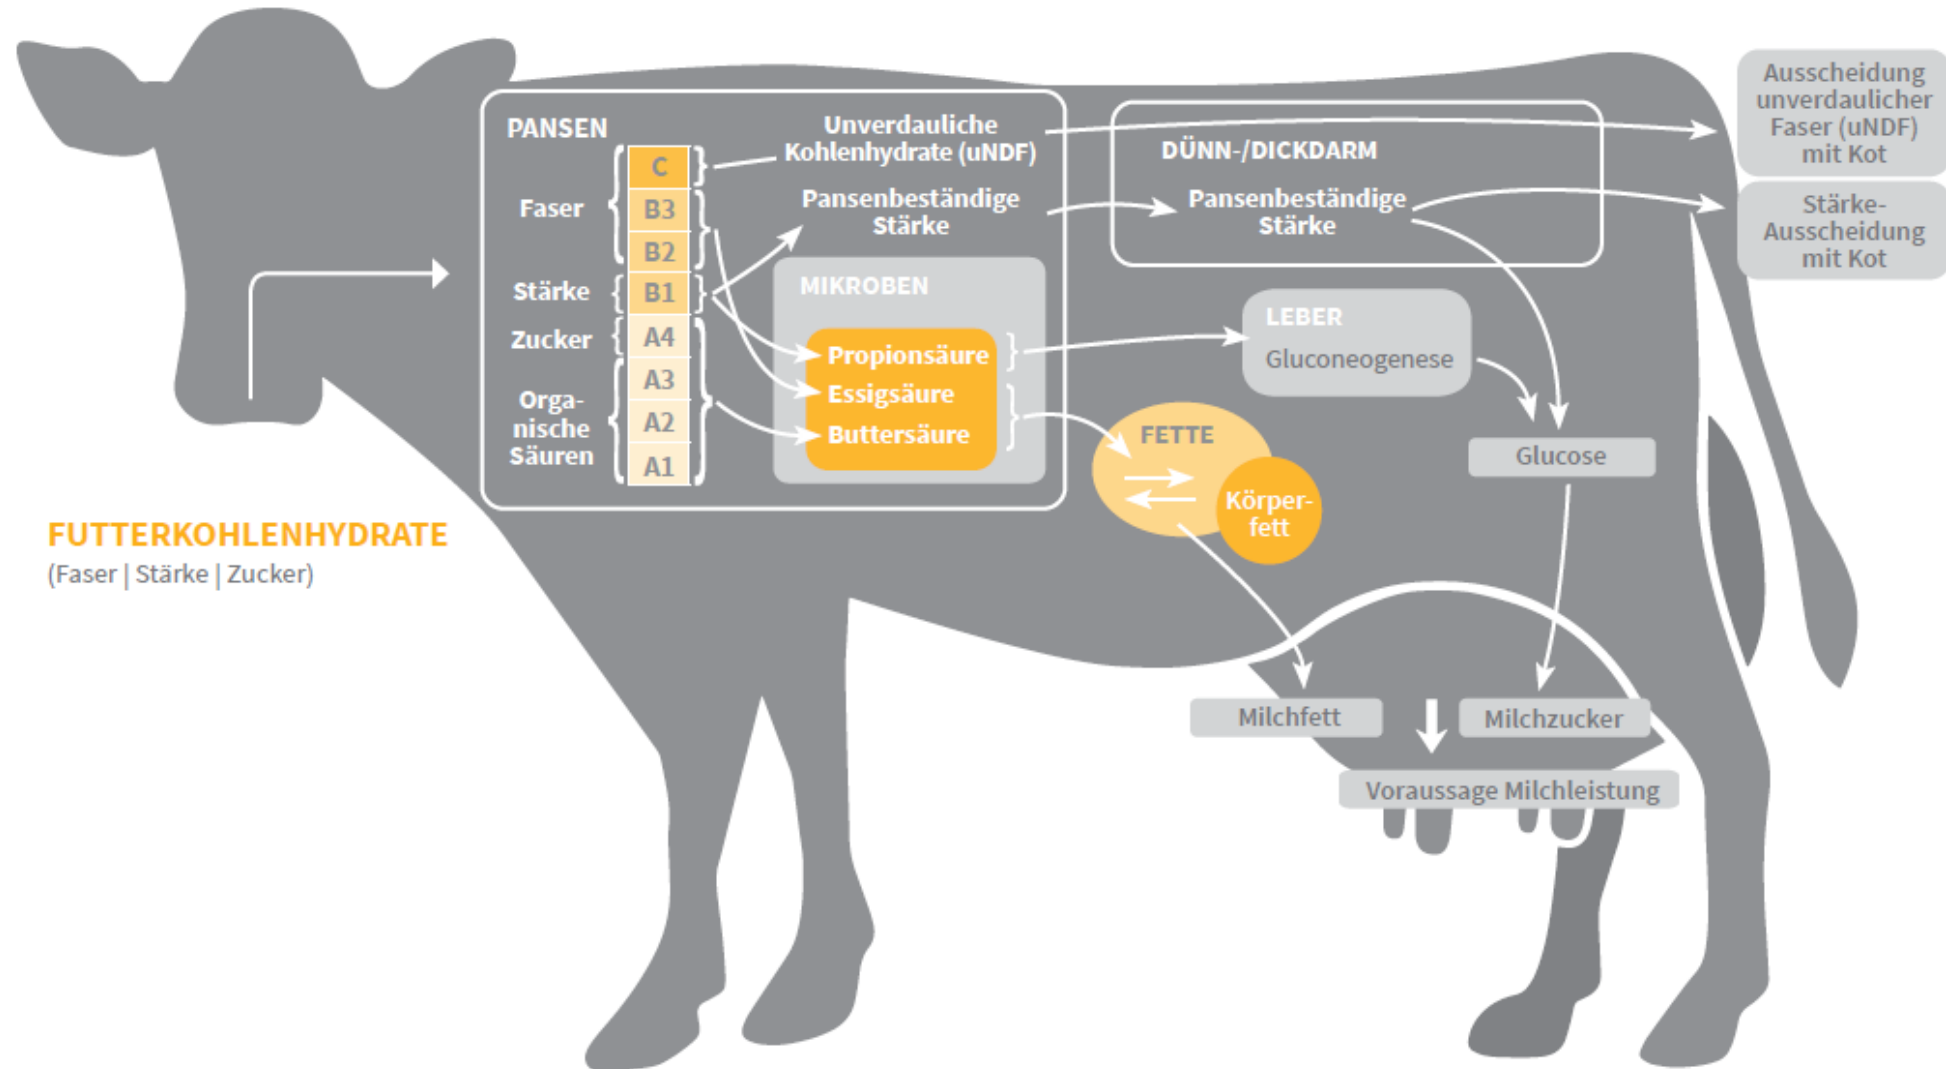 PANSEN
Faser
Stärke
Zucker
Orga-
nische
Säuren
C
B3
B2
B1
A4
A3
A2
A1
Unverdauliche
Kohlenhydrate (uNDF)
Pansenbeständige
Stärke
MIKROBEN
Propionsäure
Essigsäure
Buttersäure
DÜNN-/DICKDARM
Pansenbeständige
Stärke
LEBER
Gluconeogenese
FETTE
Körper-
fett
Glucose
Ausscheidung
unverdaulicher
Faser (uNDF)
mit Kot
Stärke-
Ausscheidung
mit Kot
FUTTERKOHLENHYDRATE
(Faser | Stärke | Zucker)
Milchfett
Milchzucker
Voraussage Milchleistung